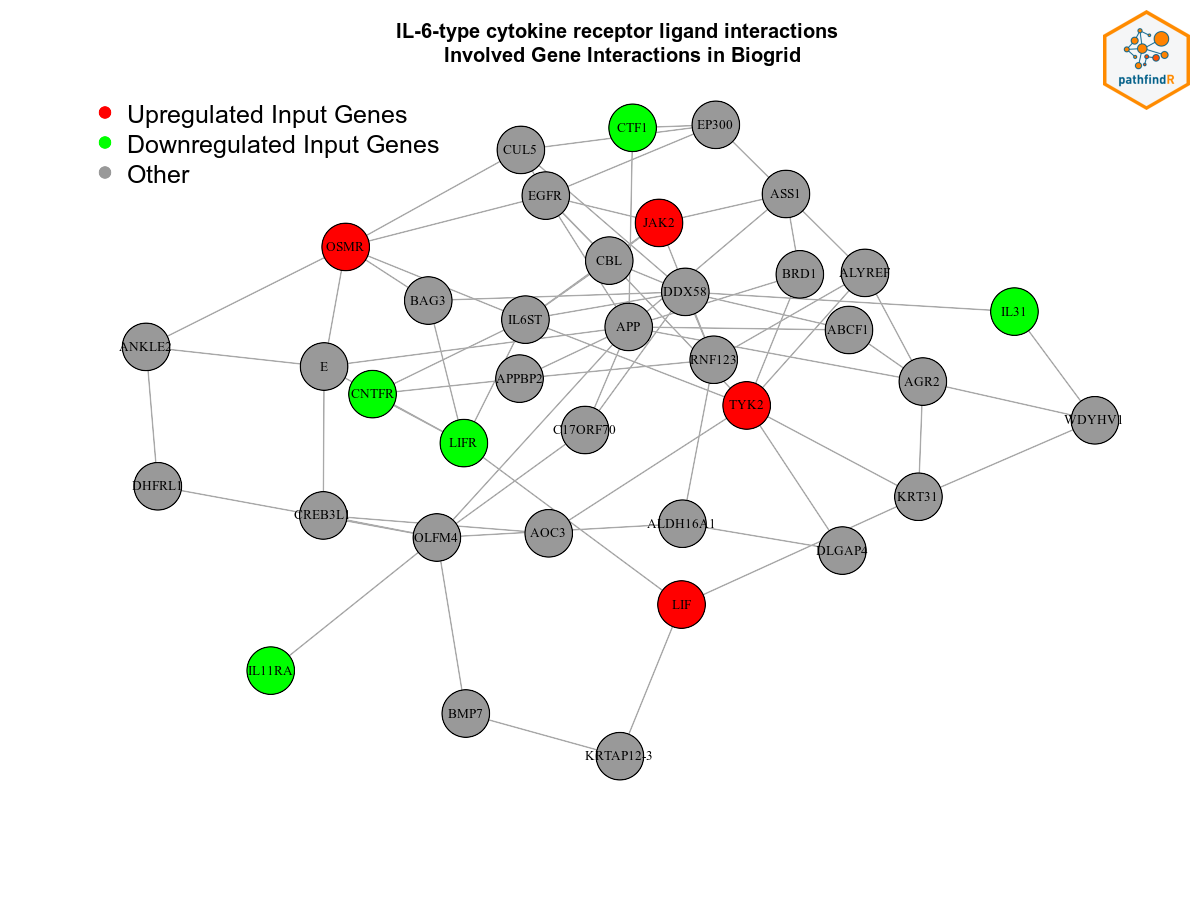 IL-6-type cytokine receptor ligand interactions
Involved Gene Interactions in Biogrid
pathfindR
Upregulated Input Genes
Downregulated Input Genes
Other
CTF1
EP300
CUL5
EGFR
ASS1
JAK2
OSMR
CBL
BRD1
ALYREF
DDX58
BAG3
IL31
IL6ST
APP
ABCF1
ANKLE2
RNF123
E
APPBP2
AGR2
CNTFR
TYK2
WDYHV1
C17ORF70
LIFR
DHFRL1
KRT31
CREB3L1
ALDH16A1
AOC3
OLFM4
DLGAP4
LIF
IL11RA
BMP7
KRTAP12-3